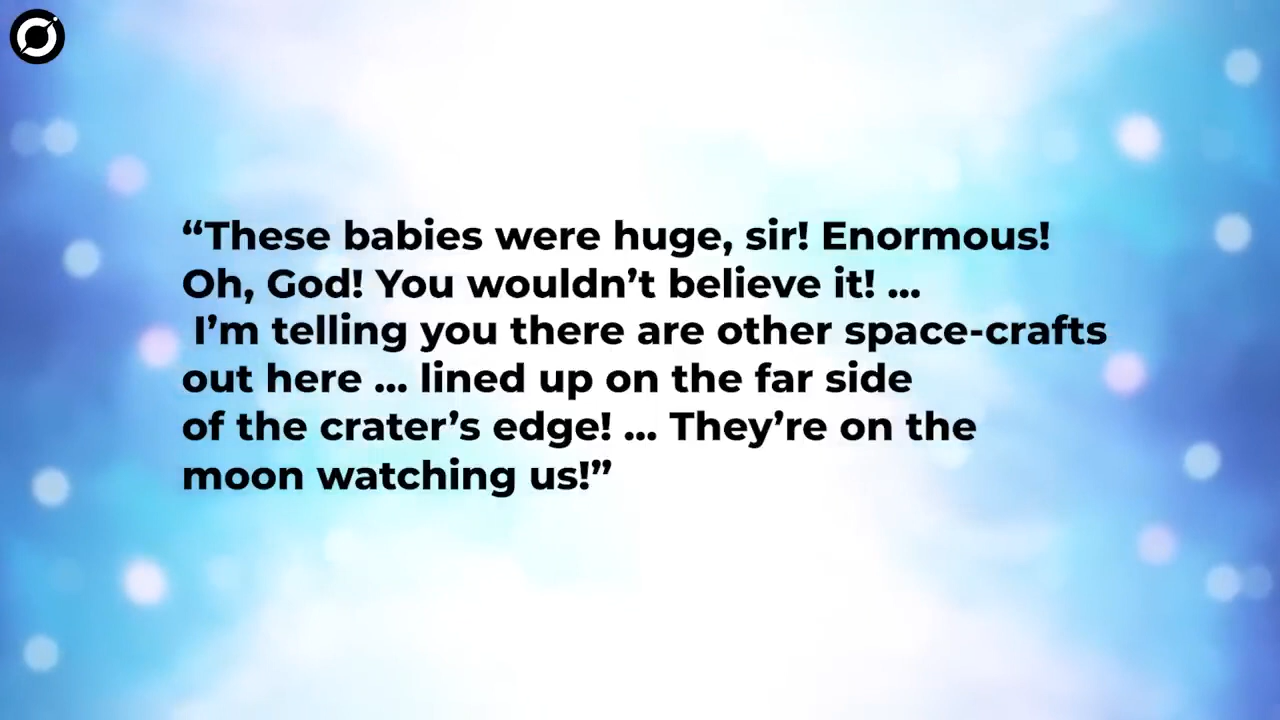 “These babies were huge, sir! Enormous!
Oh, God! You wouldn’t believe it! ...
I’m telling you there are other space-crafts
out here ... lined up on the far side
of the crater’s edge! ... They’re on the
moon watching us!”